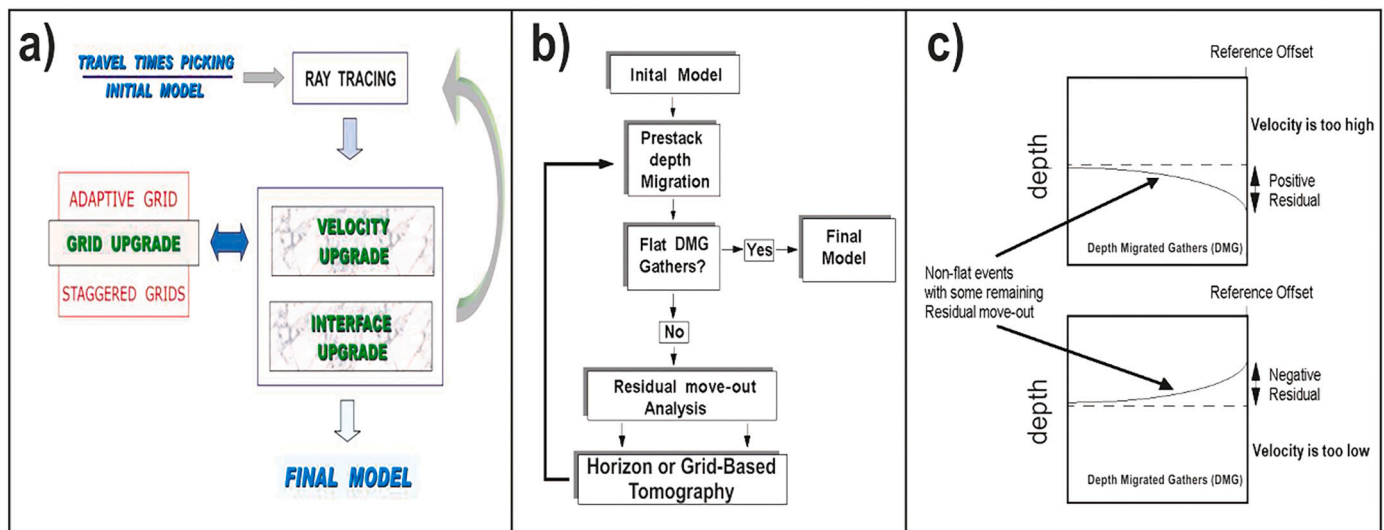 a)
TRAVEL TIMES PICKING
INITIAL MODEL
RAY TRACING
ADAPTIVE GRID
GRID UPGRADE
STAGGERED GRIDS
VELOCITY
UPGRADE
INTERFACE
UPGRADE
FINAL MODEL
b)
Inital Model
Prestack
depth
Migration
Flat DMG
Gathers?
Yes
Final
Model
No
Residual move-out
Analysis
Horizon or Grid-Based
Tomography
c)
Reference Offset
depth
Velocity is too high
Positive
Residual
Depth Migrated Gathers (DMG)
Non-flat events
with some remaining
Residual move-out
Reference Offset
depth
Negative
Residual
Velocity is too low
Depth Migrated Gathers (DMG)